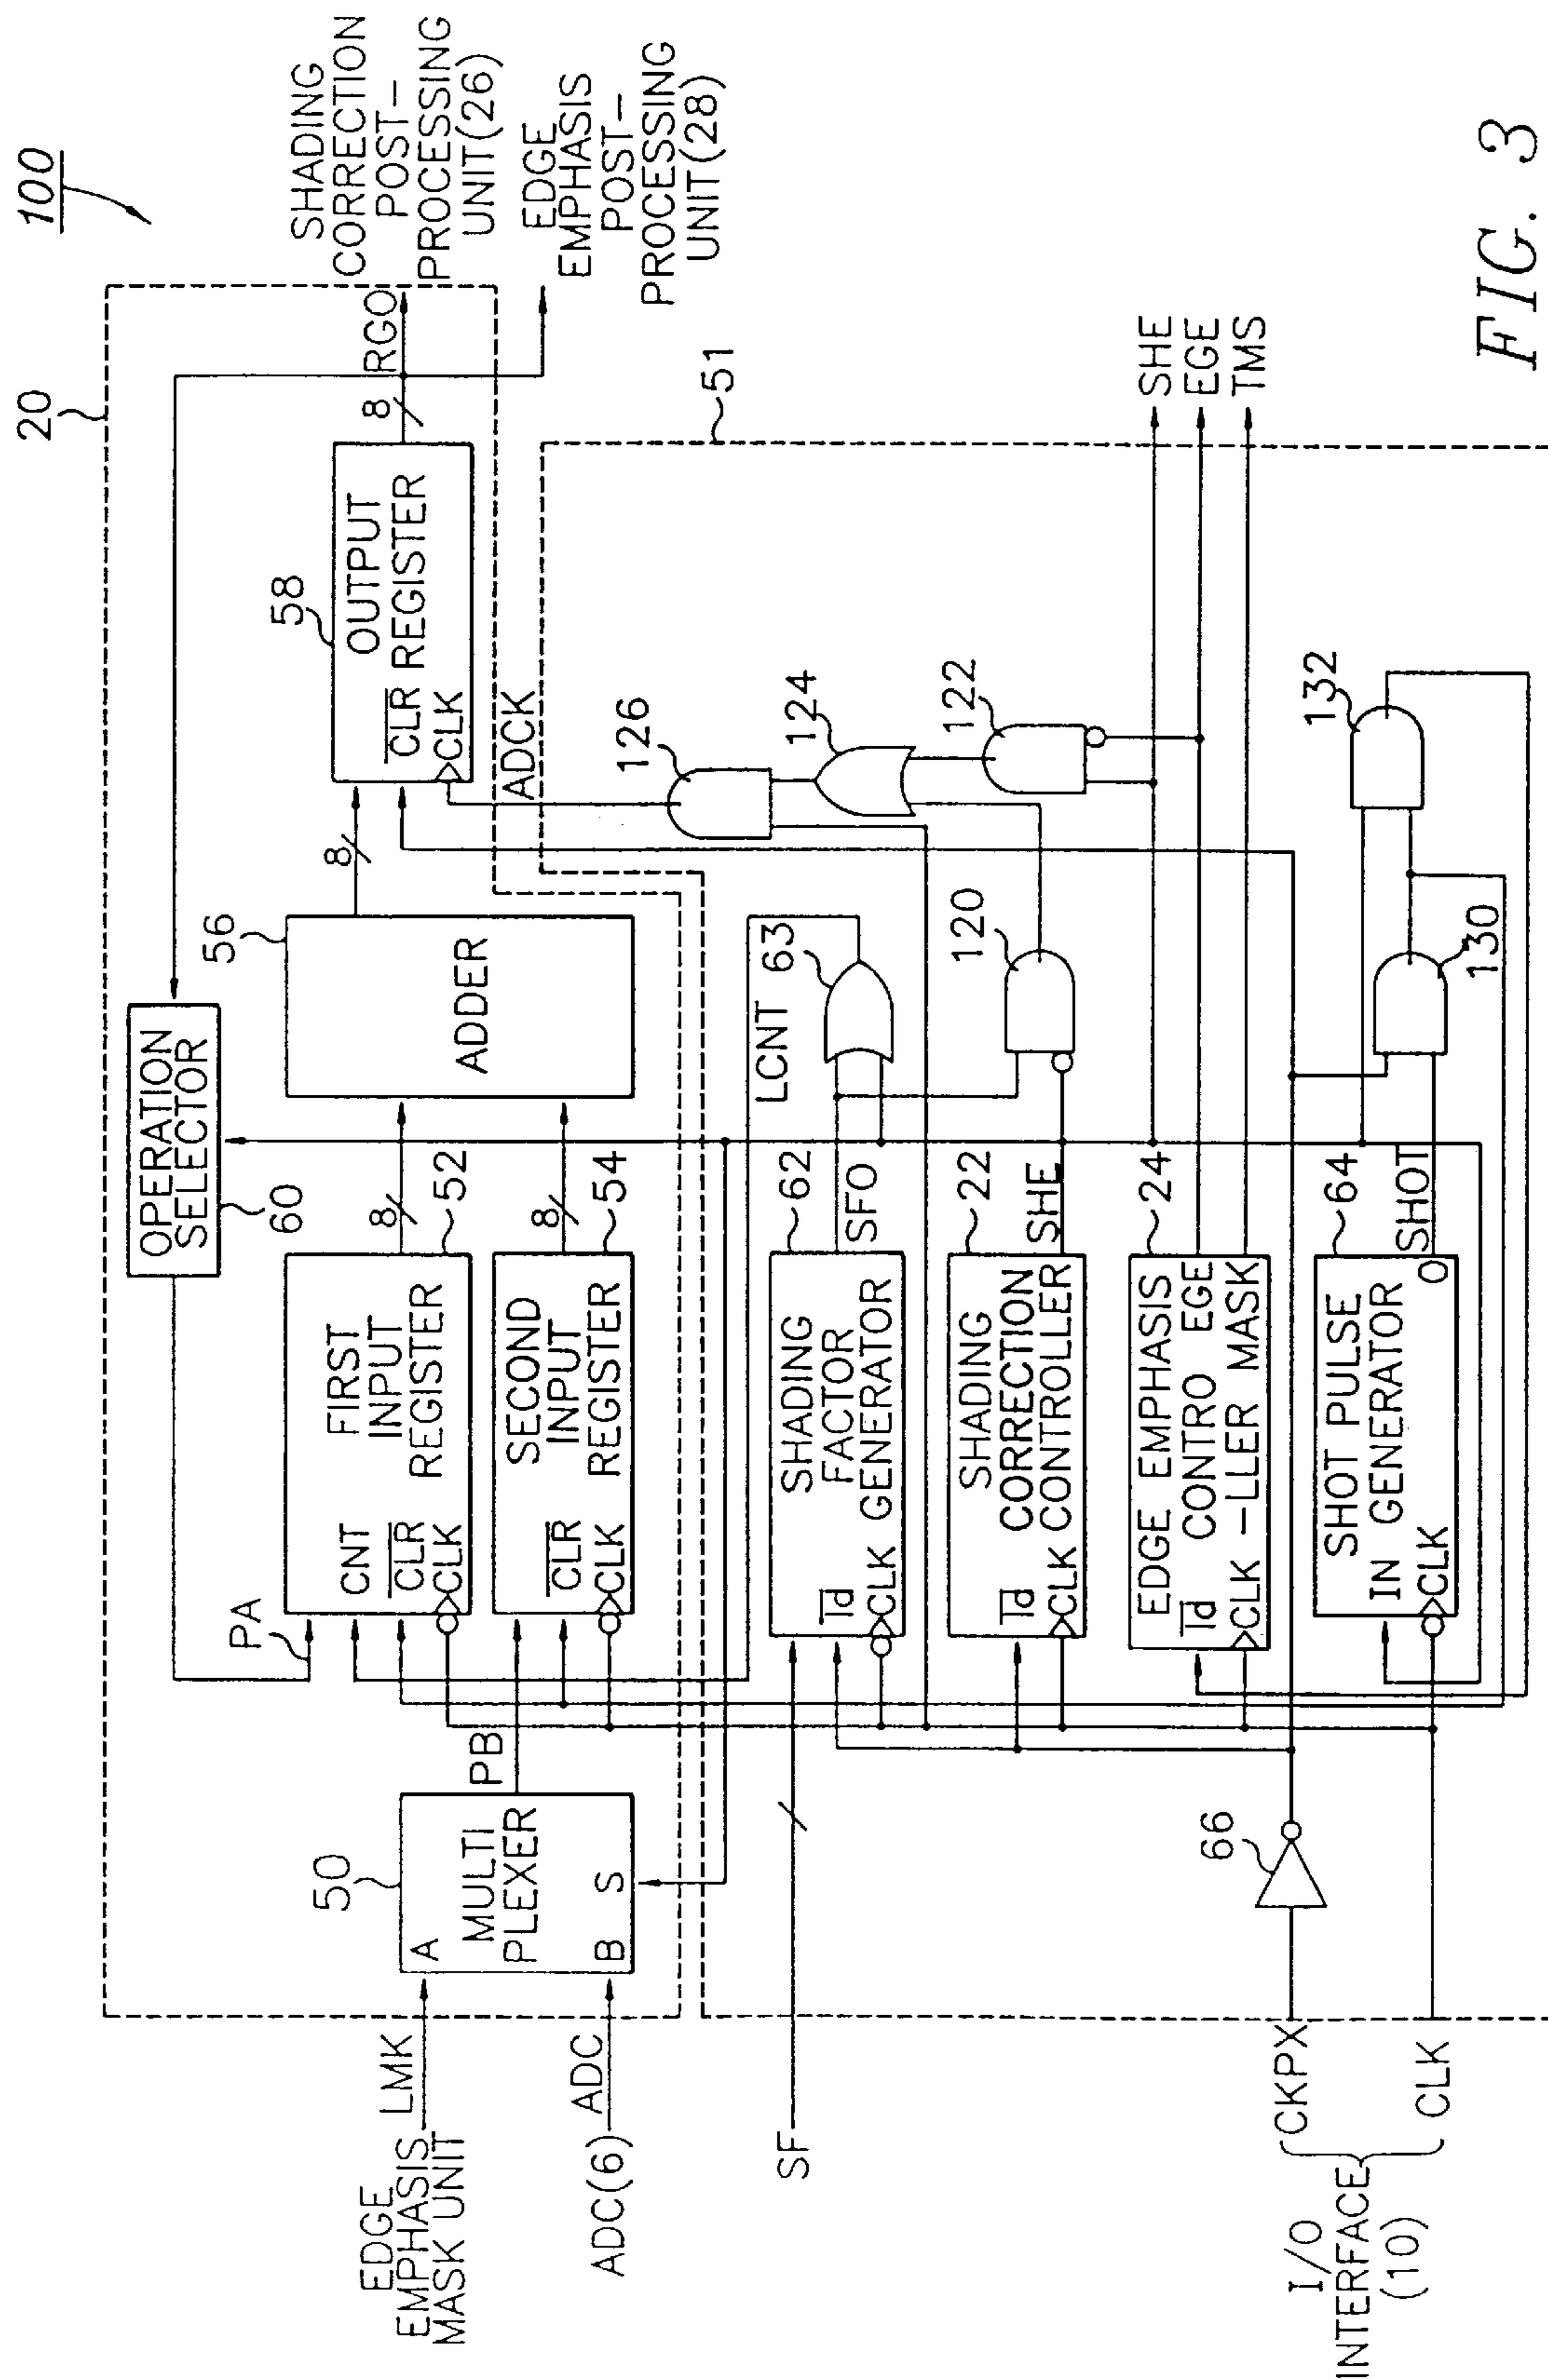 100
20
SHADING
CORRECTION
POST-
PROCESSING
UNIT(26)
EDGE
EMPHASIS
POST-
PROCESSING
UNIT(28)
RGO
8
58
OUTPUT
REGISTER
CLR
CLK
ADCK
8
56
ADDER
OPERATION
SELECTOR
60
PA
8
52
FIRST
INPUT
REGISTER
CNT
CLR
CLK
8
54
SECOND
INPUT
REGISTER
CLR
CLK
PB
50
MULTI
PLEXER
A
B
S
EDGE
EMPHASIS
MASK UNIT
LMK
ADC(6)
ADC
51
SHE
EGE
TMS
126
124
122
LCNT
63
120
132
130
62
SFO
SHADING
FACTOR
GENERATOR
ld
CLK
22
SHE
SHADING
CORRECTION
CONTROLLER
ld
CLK
24
EDGE EMPHASIS
ld CONTRO EGE
CLK -LLER MASK
64
SHOT
SHOT PULSE
IN GENERATOR
CLK
O
SF
66
CKPX
CLK
I/O
INTERFACE
(10)
FIG. 3